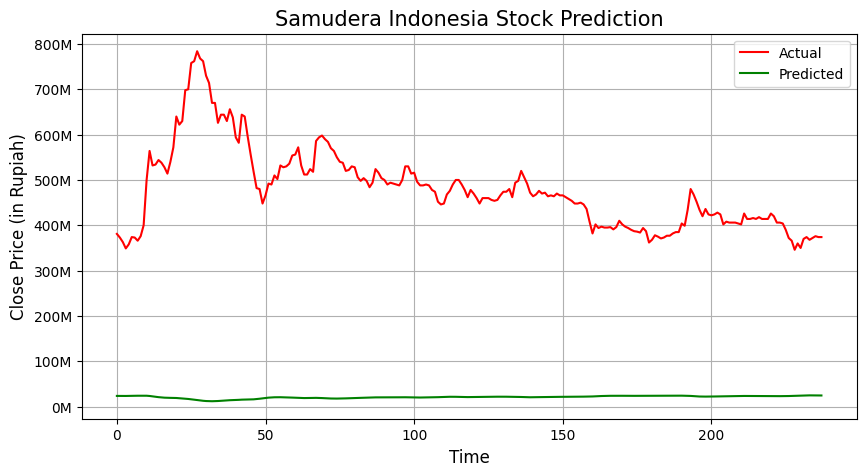 Samudera Indonesia Stock Prediction
Actual
Predicted
Close Price (in Rupiah)
800M
700M
600M
500M
400M
300M
200M
100M
0M
0 50 100 150 200
Time